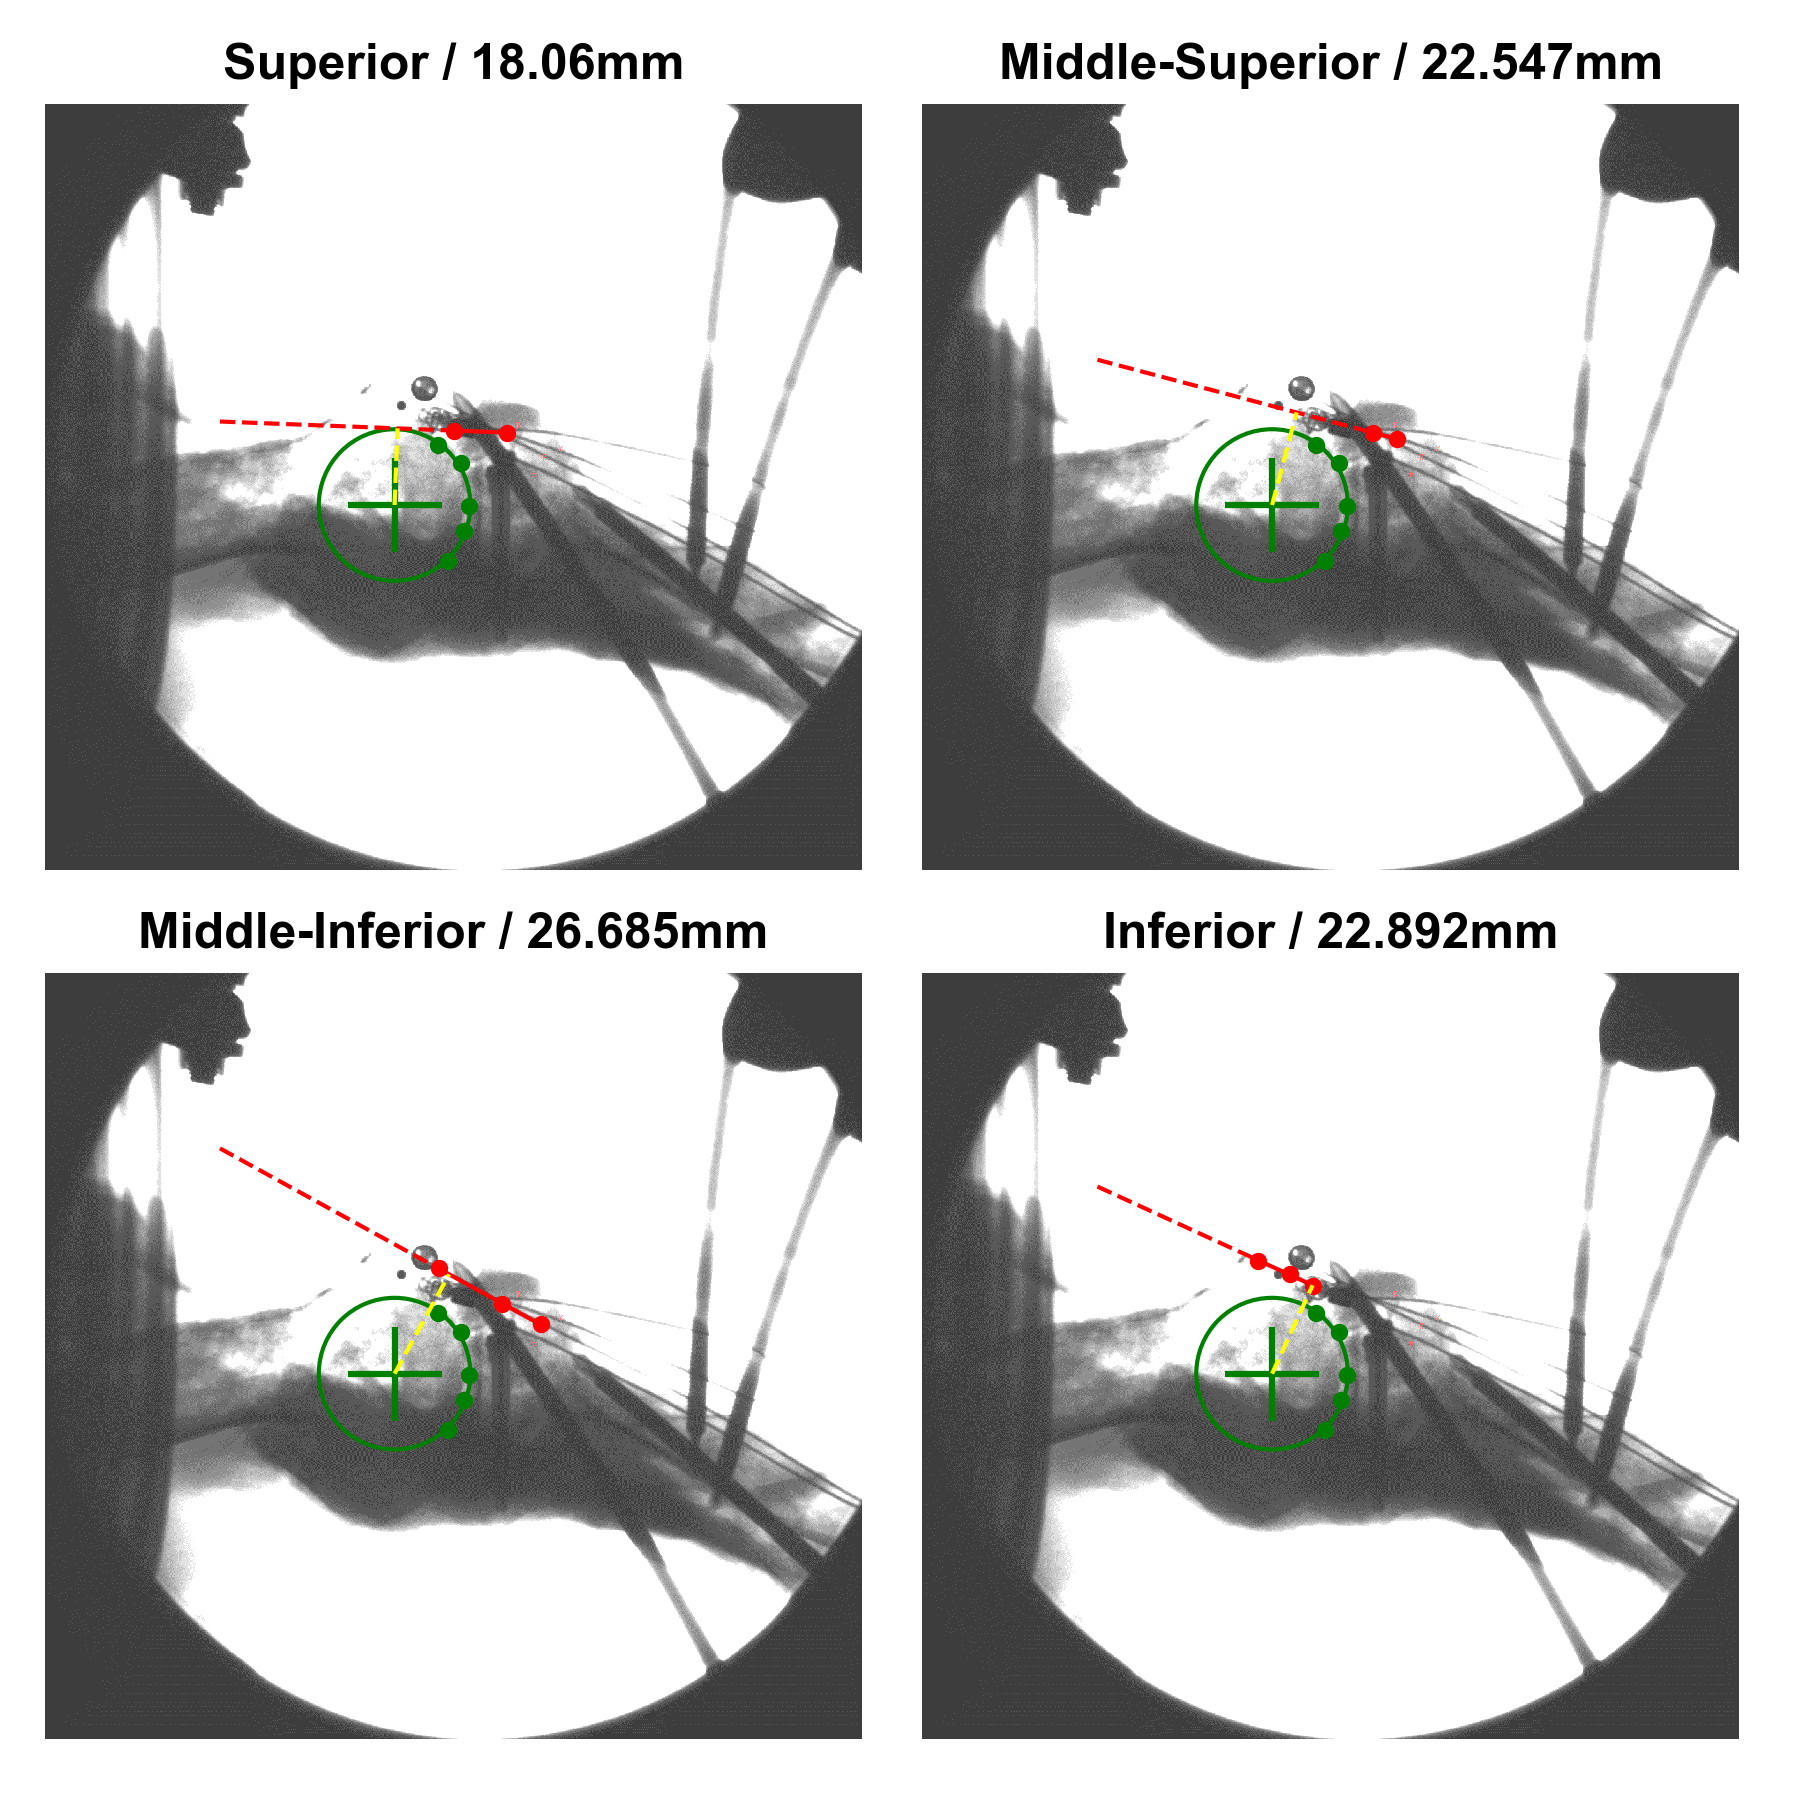 Superior / 18.06mm
Middle-Superior / 22.547mm
Middle-Inferior / 26.685mm
Inferior / 22.892mm